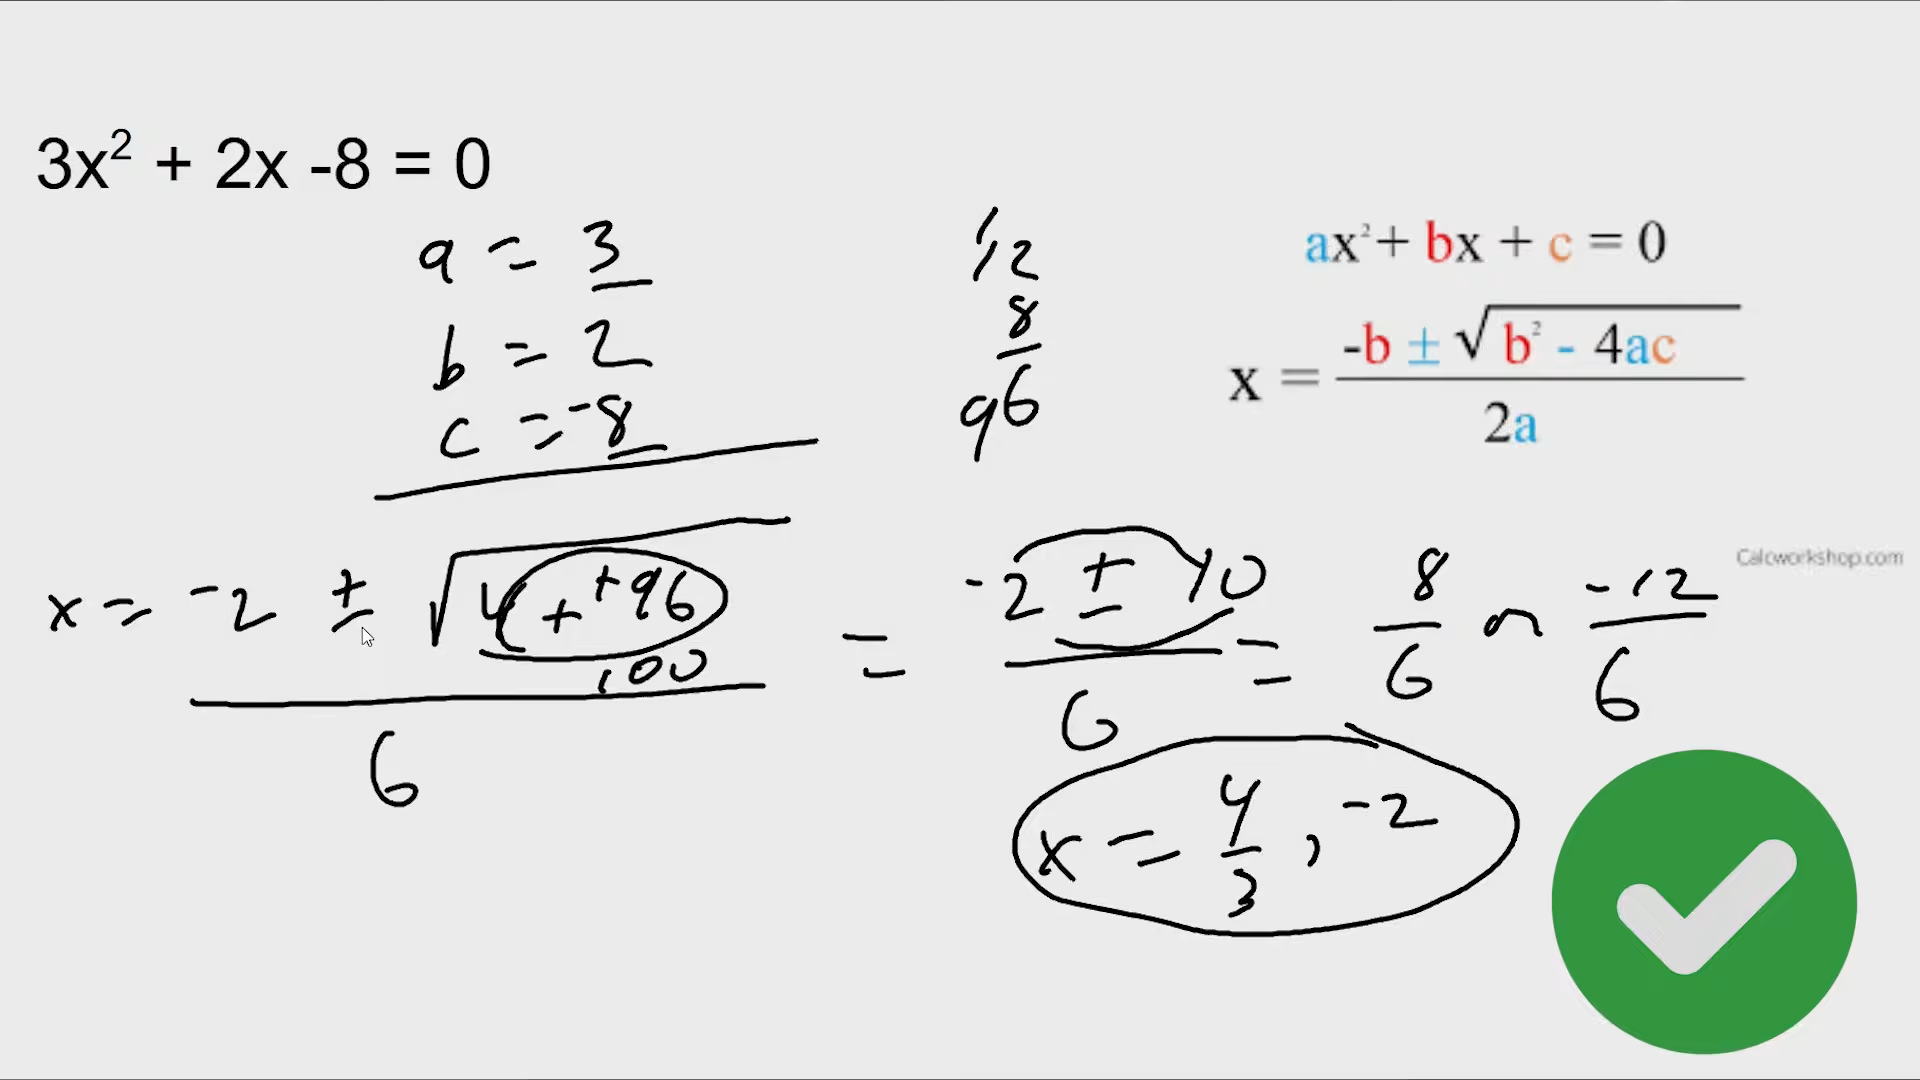 3x² + 2x -8 = 0
a = 3
b = 2
c = -8
12
8
96
ax² + bx + c = 0
x = -b ± √b² - 4ac
2a
Calcworkshop.com
x = -2 ± √4 + +96
100
6
= -2 ± 10
6
= 8 or -12
6 6
x = 4 , -2
3